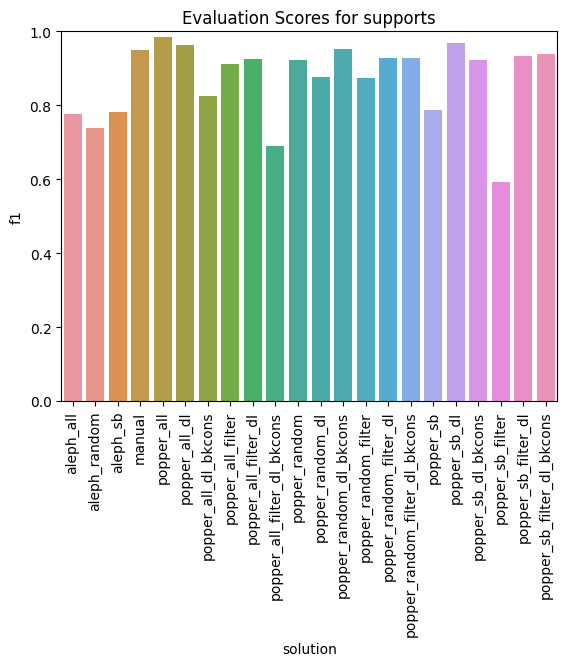 Evaluation Scores for supports
1.0
0.8
0.6
0.4
0.2
0.0
f1
aleph_all
aleph_random
aleph_sb
manual
popper_all
popper_all_dl
popper_all_dl_bkcons
popper_all_filter
popper_all_filter_dl
popper_all_filter_dl_bkcons
popper_random
popper_random_dl
popper_random_dl_bkcons
popper_random_filter
popper_random_filter_dl
popper_random_filter_dl_bkcons
popper_sb
popper_sb_dl
popper_sb_dl_bkcons
popper_sb_filter
popper_sb_filter_dl
popper_sb_filter_dl_bkcons
solution